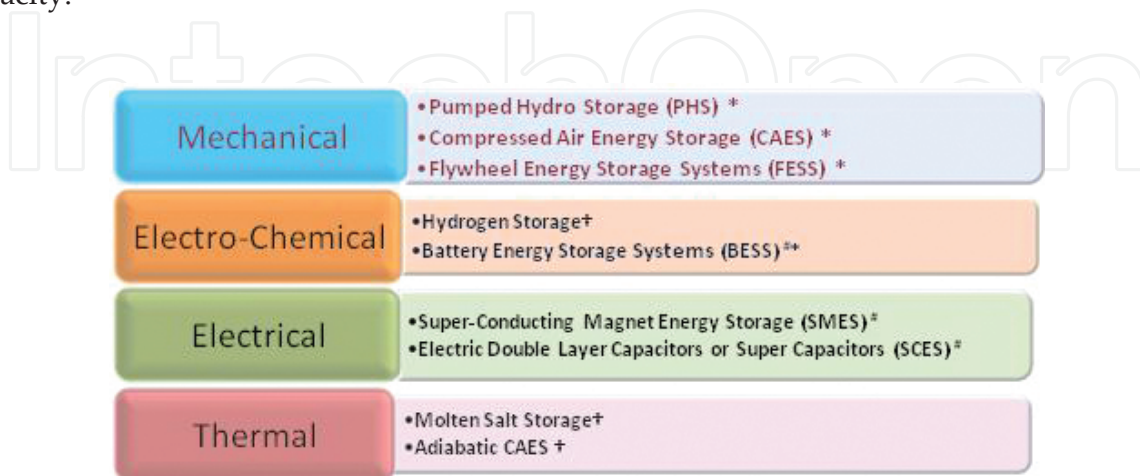 acity.
IntechOpen
Mechanical
•Pumped Hydro Storage (PHS) *
•Compressed Air Energy Storage (CAES) *
•Flywheel Energy Storage Systems (FESS) *
Electro-Chemical
•Hydrogen Storage†
•Battery Energy Storage Systems (BESS)#*
Electrical
•Super-Conducting Magnet Energy Storage (SMES)#
•Electric Double Layer Capacitors or Super Capacitors (SCES)#
Thermal
•Molten Salt Storage†
•Adiabatic CAES †